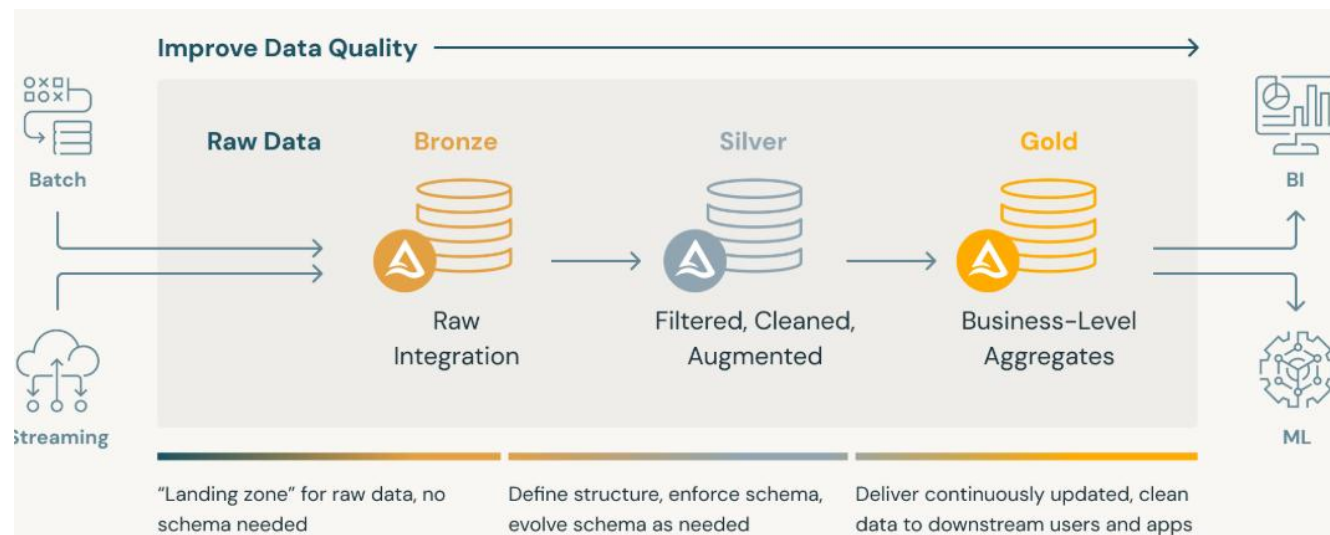 Improve Data Quality
Batch
Raw Data
Bronze
Silver
Gold
BI
Raw
Integration
Filtered, Cleaned,
Augmented
Business-Level
Aggregates
Streaming
ML
“Landing zone” for raw data, no
schema needed
Define structure, enforce schema,
evolve schema as needed
Deliver continuously updated, clean
data to downstream users and apps